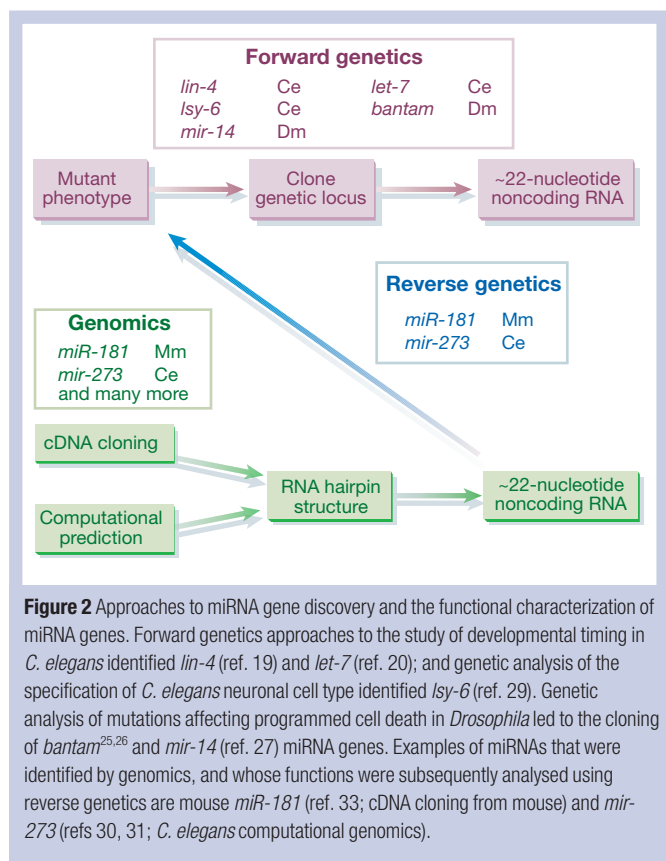 Forward genetics
lin-4 Ce let-7 Ce
lsy-6 Ce bantam Dm
mir-14 Dm
Mutant
phenotype
Clone
genetic locus
~22-nucleotide
noncoding RNA
Reverse genetics
miR-181 Mm
mir-273 Ce
Genomics
miR-181 Mm
mir-273 Ce
and many more
cDNA cloning
Computational
prediction
RNA hairpin
structure
~22-nucleotide
noncoding RNA
Figure 2 Approaches to miRNA gene discovery and the functional characterization of
miRNA genes. Forward genetics approaches to the study of developmental timing in
C. elegans identified lin-4 (ref. 19) and let-7 (ref. 20); and genetic analysis of the
specification of C. elegans neuronal cell type identified lsy-6 (ref. 29). Genetic
analysis of mutations affecting programmed cell death in Drosophila led to the cloning
of bantam25,26 and mir-14 (ref. 27) miRNA genes. Examples of miRNAs that were
identified by genomics, and whose functions were subsequently analysed using
reverse genetics are mouse miR-181 (ref. 33; cDNA cloning from mouse) and mir-
273 (refs 30, 31; C. elegans computational genomics).